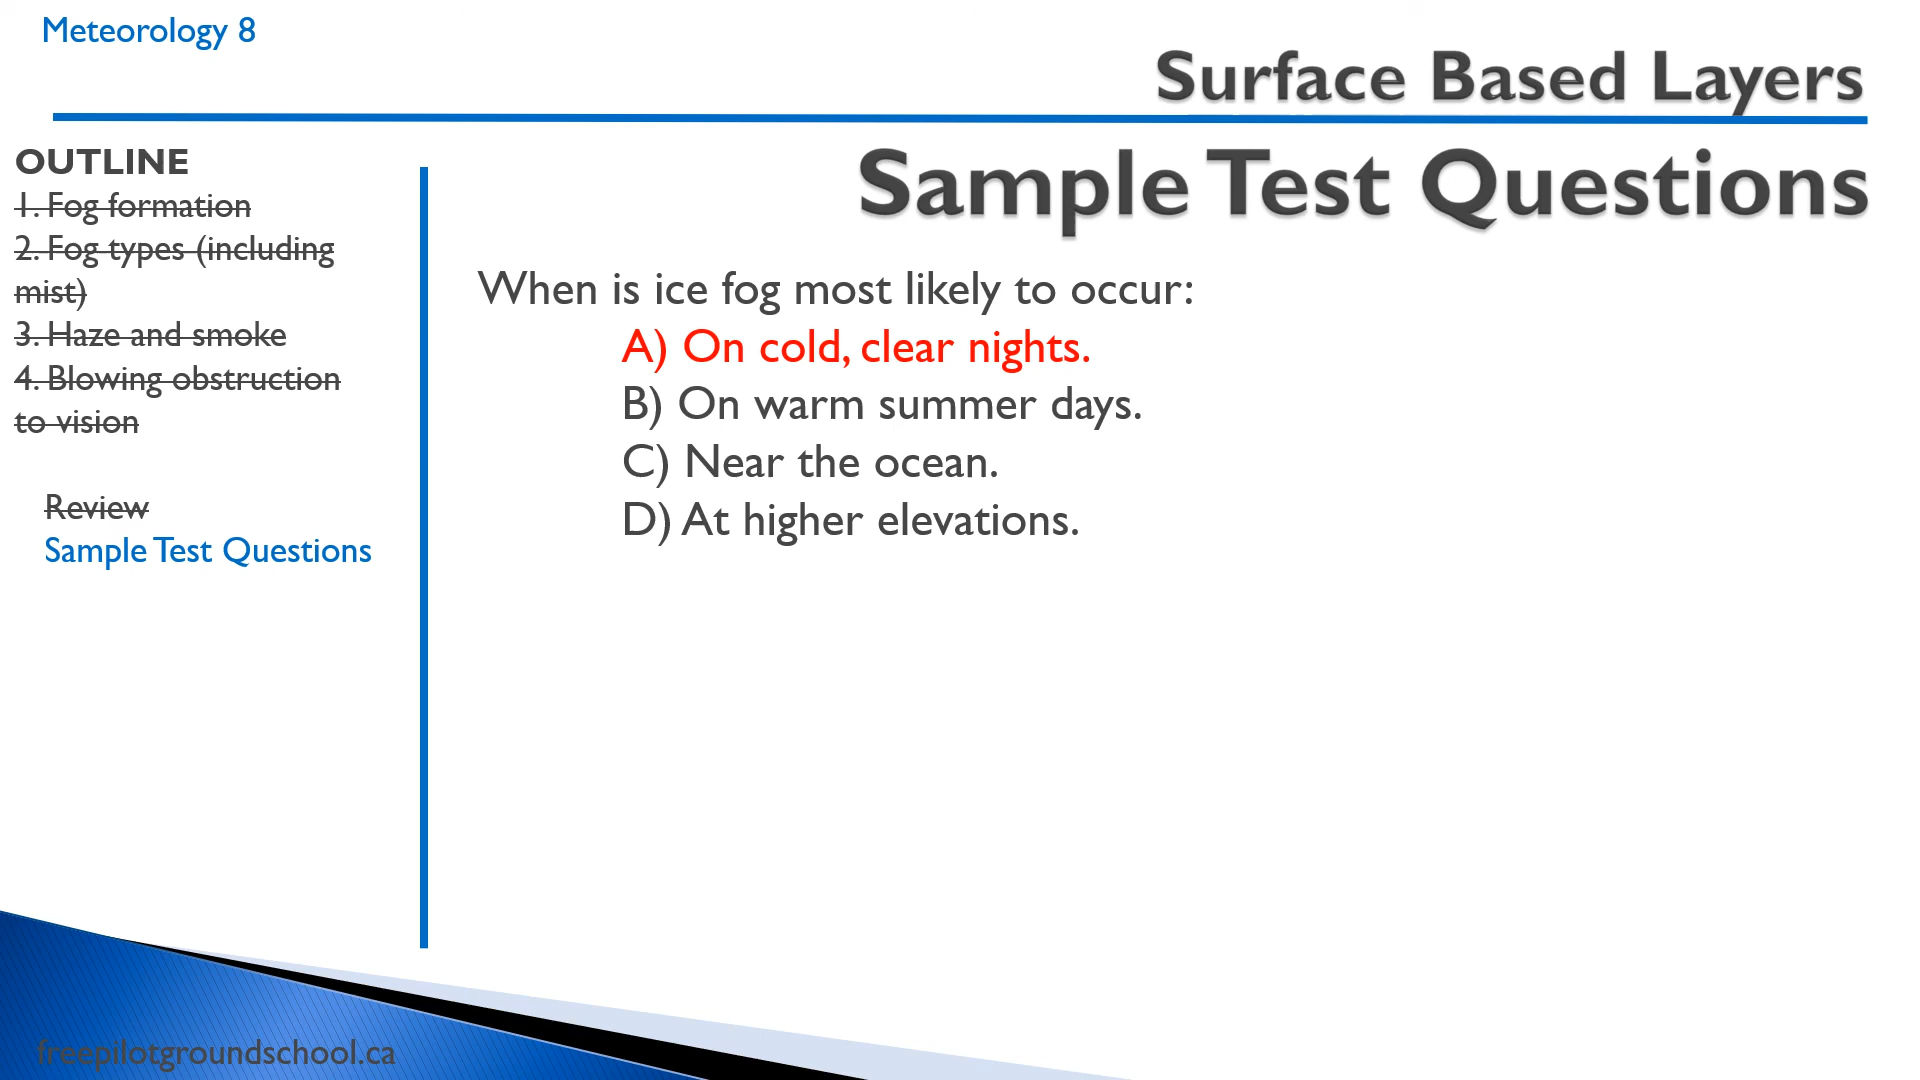 Meteorology 8
Surface Based Layers
OUTLINE
1. Fog formation
2. Fog types (including
mist)
3. Haze and smoke
4. Blowing obstruction
to vision
Review
Sample Test Questions
Sample Test Questions
When is ice fog most likely to occur:
A) On cold, clear nights.
B) On warm summer days.
C) Near the ocean.
D) At higher elevations.
freepilotgroundschool.ca